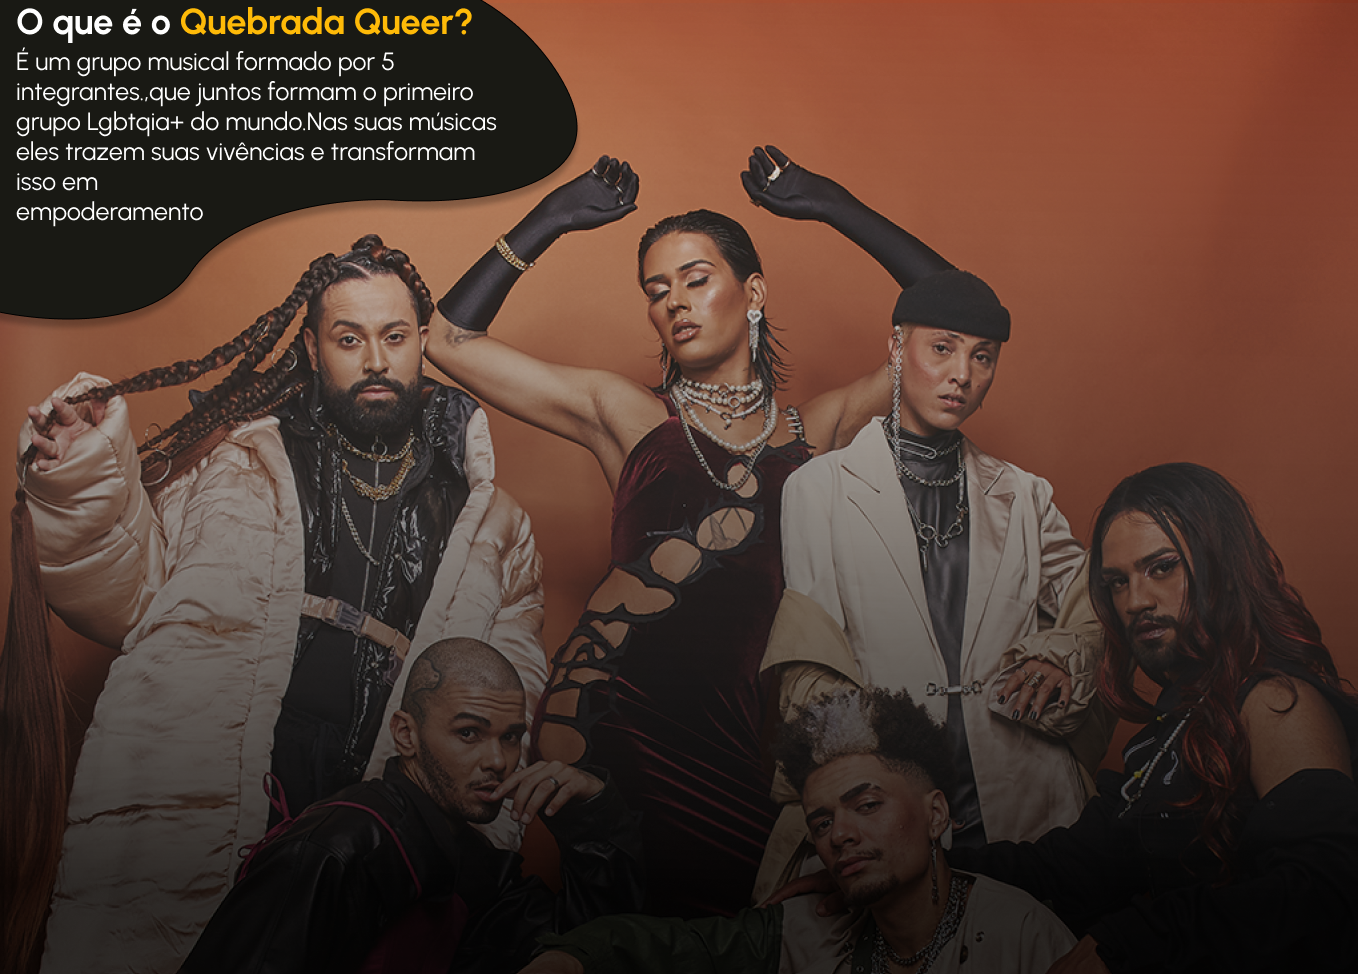 O que é o Quebrada Queer?
É um grupo musical formado por 5
integrantes.,que juntos formam o primeiro
grupo Lgbtqia+ do mundo.Nas suas músicas
eles trazem suas vivências e transformam
isso em
empoderamento